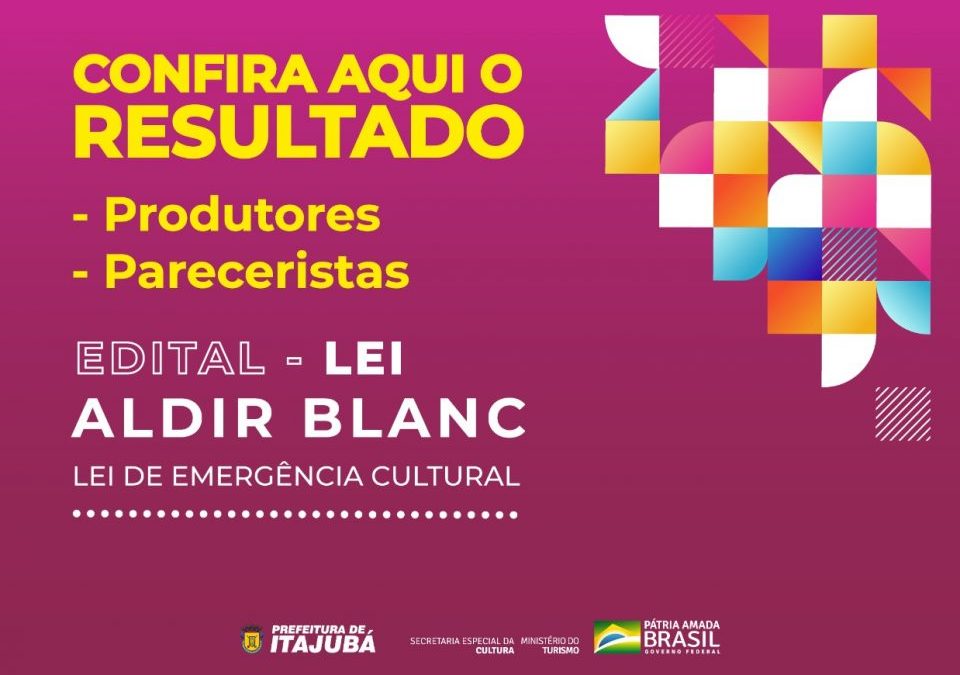 CONFIRA AQUI O
RESULTADO
- Produtores
- Pareceristas
EDITAL - LEI
ALDIR BLANC
LEI DE EMERGÊNCIA CULTURAL
PREFEITURA DE
ITAJUBÁ
SECRETARIA ESPECIAL DA
CULTURA
MINISTÉRIO DO
TURISMO
PÁTRIA AMADA
BRASIL
GOVERNO FEDERAL